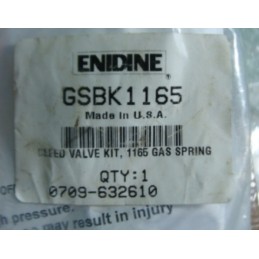 ENIDINE
GSBK1165
Made in U.S.A.
VALVE KIT, 1165 GAS SPRING
QTY:1
0709-632610
pressure.
may result in injury